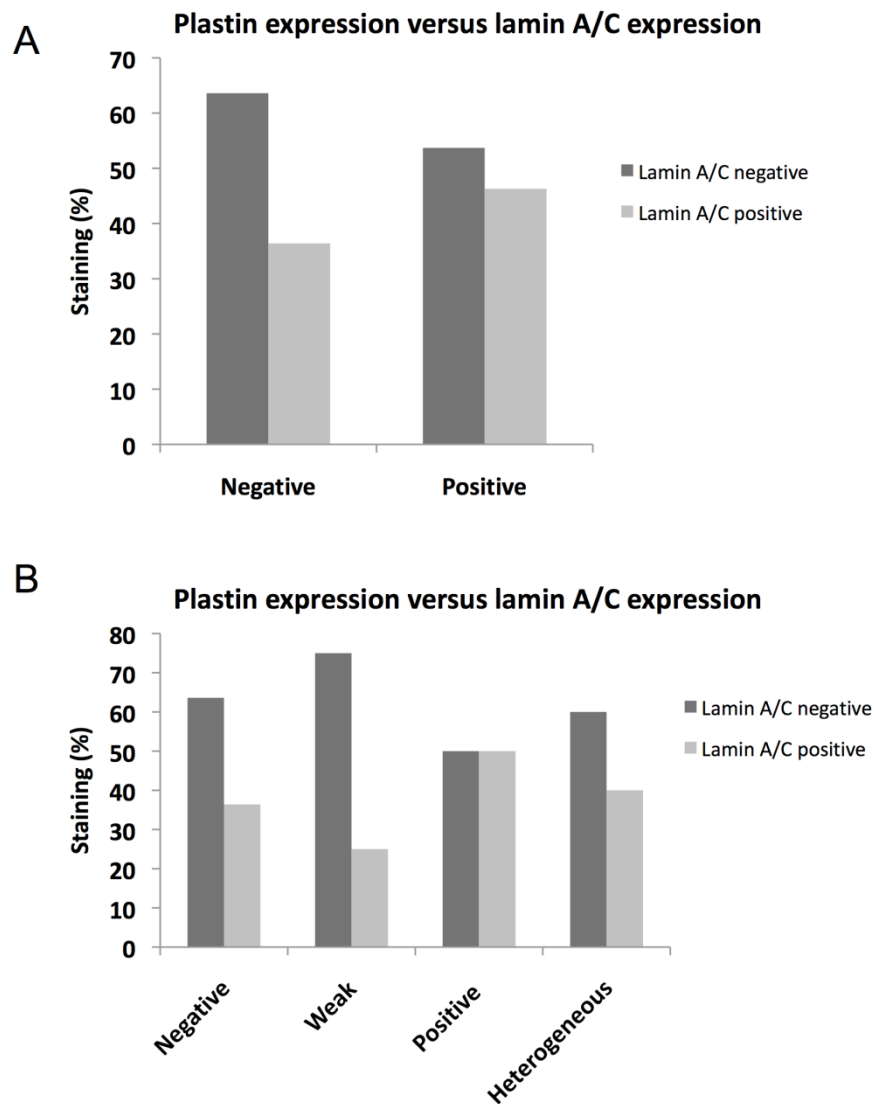 A
Plastin expression versus lamin A/C expression
70
60
50
40
30
20
10
0
Staining (%)
Negative
Positive
Lamin A/C negative
Lamin A/C positive
B
Plastin expression versus lamin A/C expression
80
70
60
50
40
30
20
10
0
Staining (%)
Negative
Weak
Positive
Heterogeneous
Lamin A/C negative
Lamin A/C positive